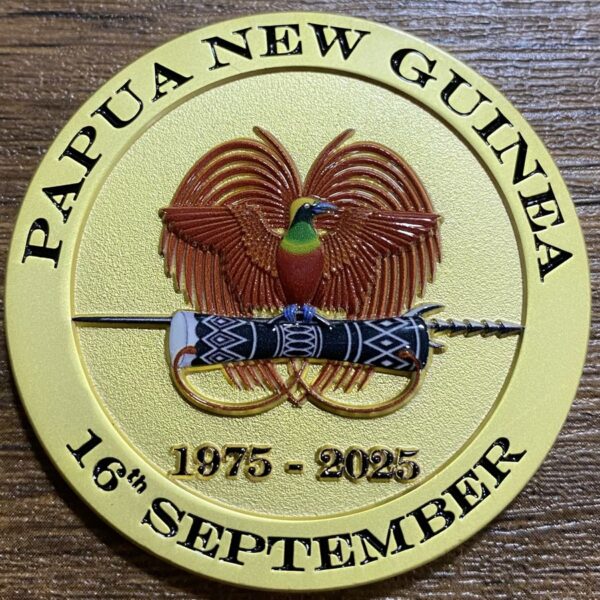 PAPUA NEW GUINEA
1975 - 2025
16th SEPTEMBER